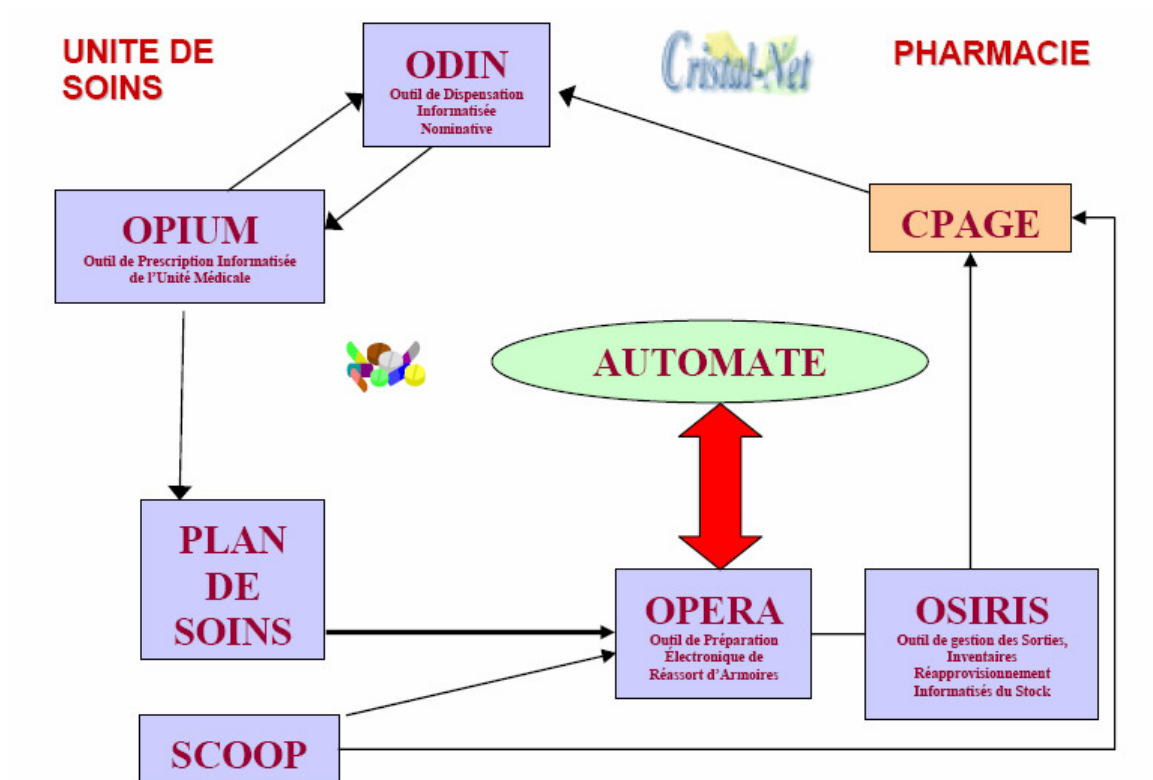 UNITE DE
SOINS
ODIN
Outil de Dispensation
Informatisée
Nominative
Cristal-Net
PHARMACIE
OPIUM
Outil de Prescription Informatisée
de l'Unité Médicale
CPAGE
AUTOMATE
PLAN
DE
SOINS
OPERA
Outil de Préparation
Électronique de
Réassort d'Armoires
OSIRIS
Outil de gestion des Sorties,
Inventaires
Réapprovisionnement
Informatisés du Stock
SCOOP